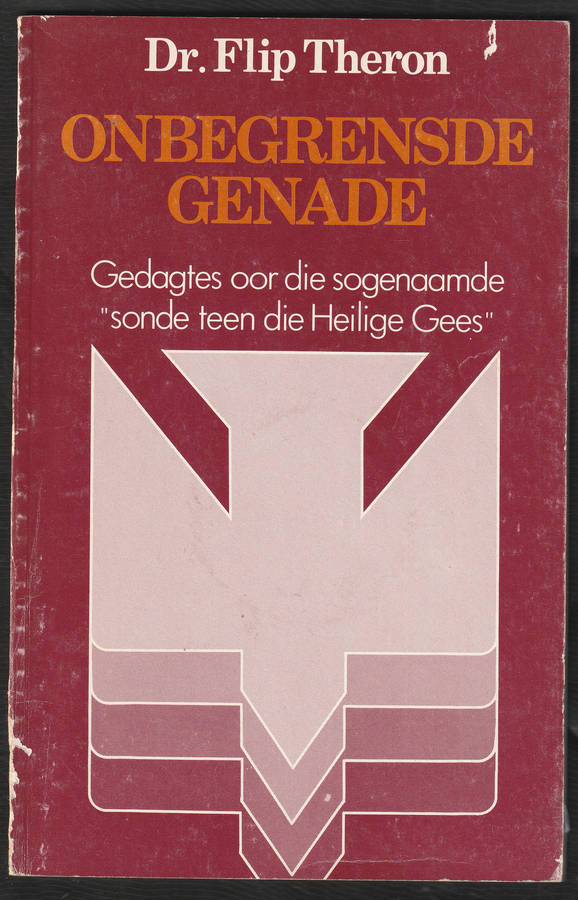 Dr. Flip Theron
ONBEGRENSDE
GENADE
Gedagtes oor die sogenaamde
"sonde teen die Heilige Gees"